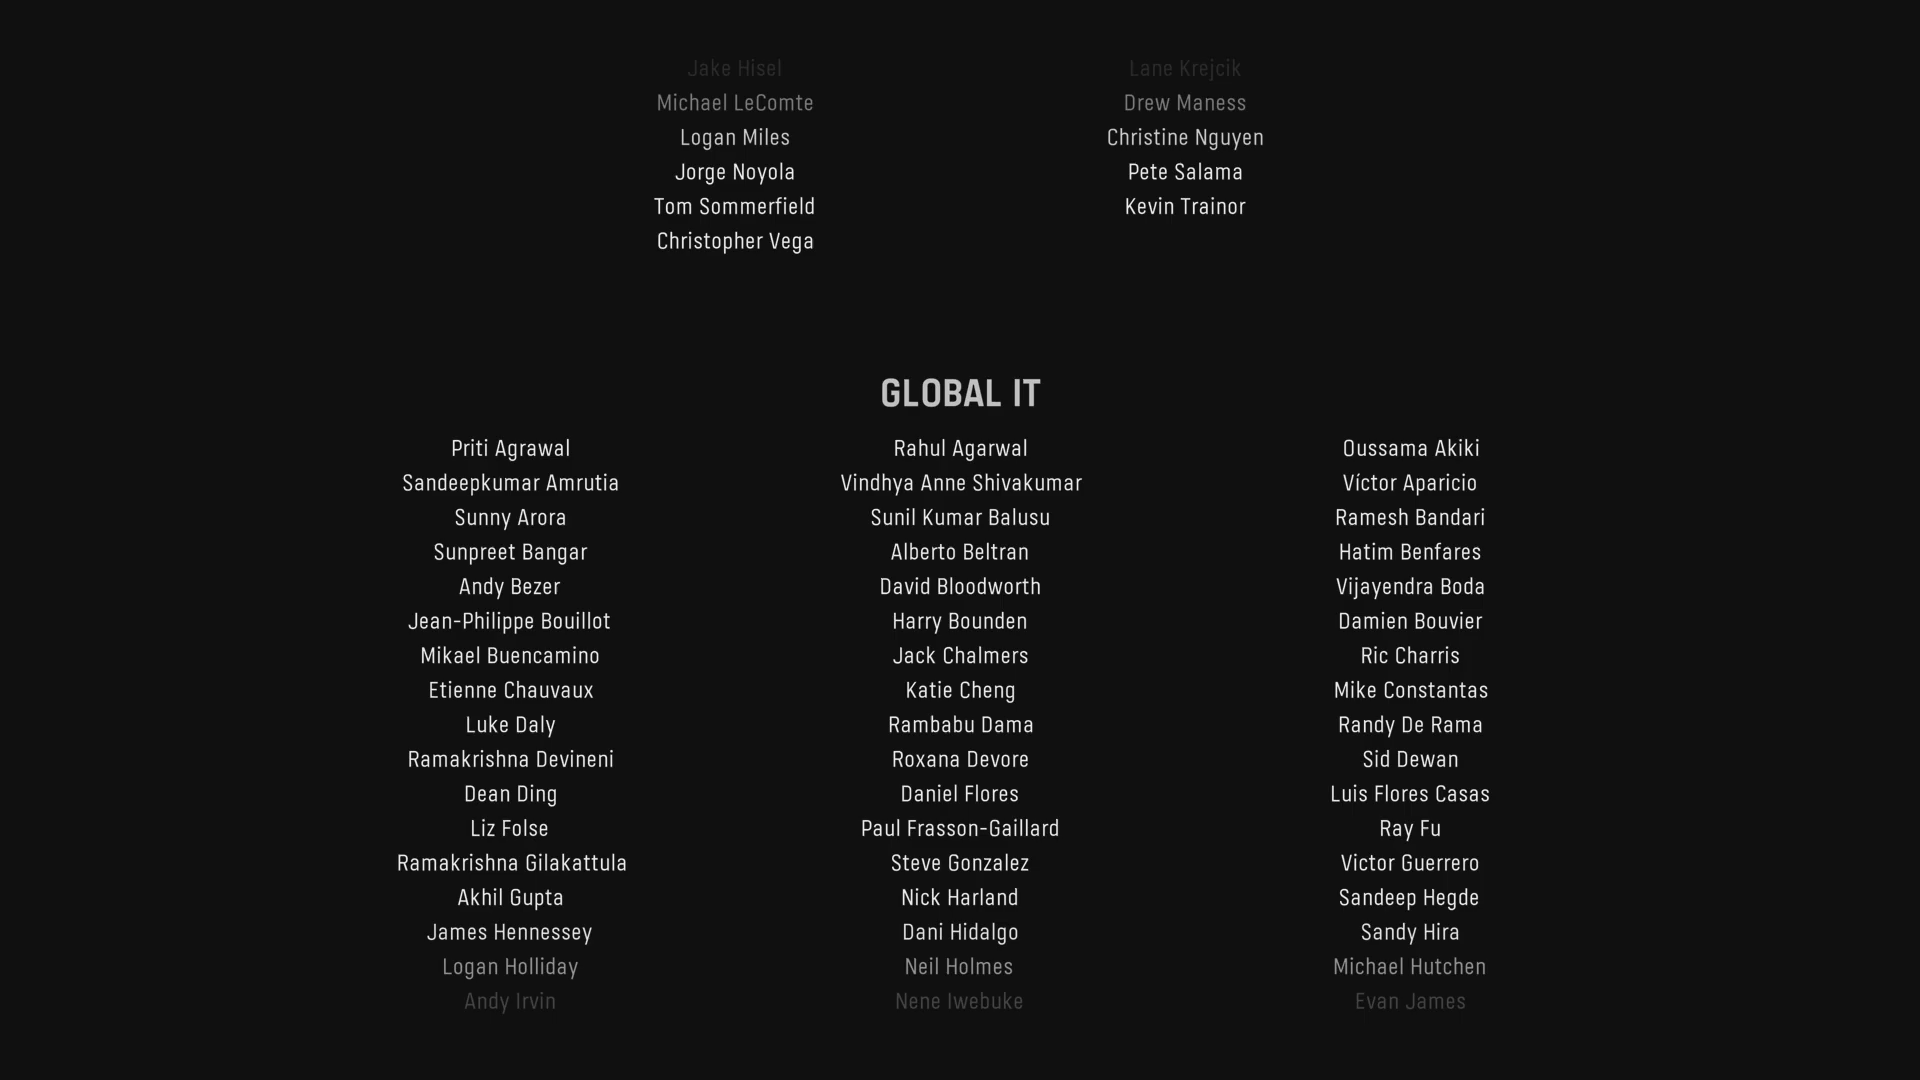 Jake Hisel Lane Krejcik
Michael LeComte Drew Maness
Logan Miles Christine Nguyen
Jorge Noyola Pete Salama
Tom Sommerfield Kevin Trainor
Christopher Vega
GLOBAL IT
Priti Agrawal Rahul Agarwal Oussama Akiki
Sandeepkumar Amrutia Vindhya Anne Shivakumar Víctor Aparicio
Sunny Arora Sunil Kumar Balusu Ramesh Bandari
Sunpreet Bangar Alberto Beltran Hatim Benfares
Andy Bezer David Bloodworth Vijayendra Boda
Jean-Philippe Bouillot Harry Bounden Damien Bouvier
Mikael Buencamino Jack Chalmers Ric Charris
Etienne Chauvaux Katie Cheng Mike Constantas
Luke Daly Rambabu Dama Randy De Rama
Ramakrishna Devineni Roxana Devore Sid Dewan
Dean Ding Daniel Flores Luis Flores Casas
Liz Folse Paul Frasson-Gaillard Ray Fu
Ramakrishna Gilakattula Steve Gonzalez Victor Guerrero
Akhil Gupta Nick Harland Sandeep Hegde
James Hennessey Dani Hidalgo Sandy Hira
Logan Holliday Neil Holmes Michael Hutchen
Andy Irvin Nene Iwebuke Evan James